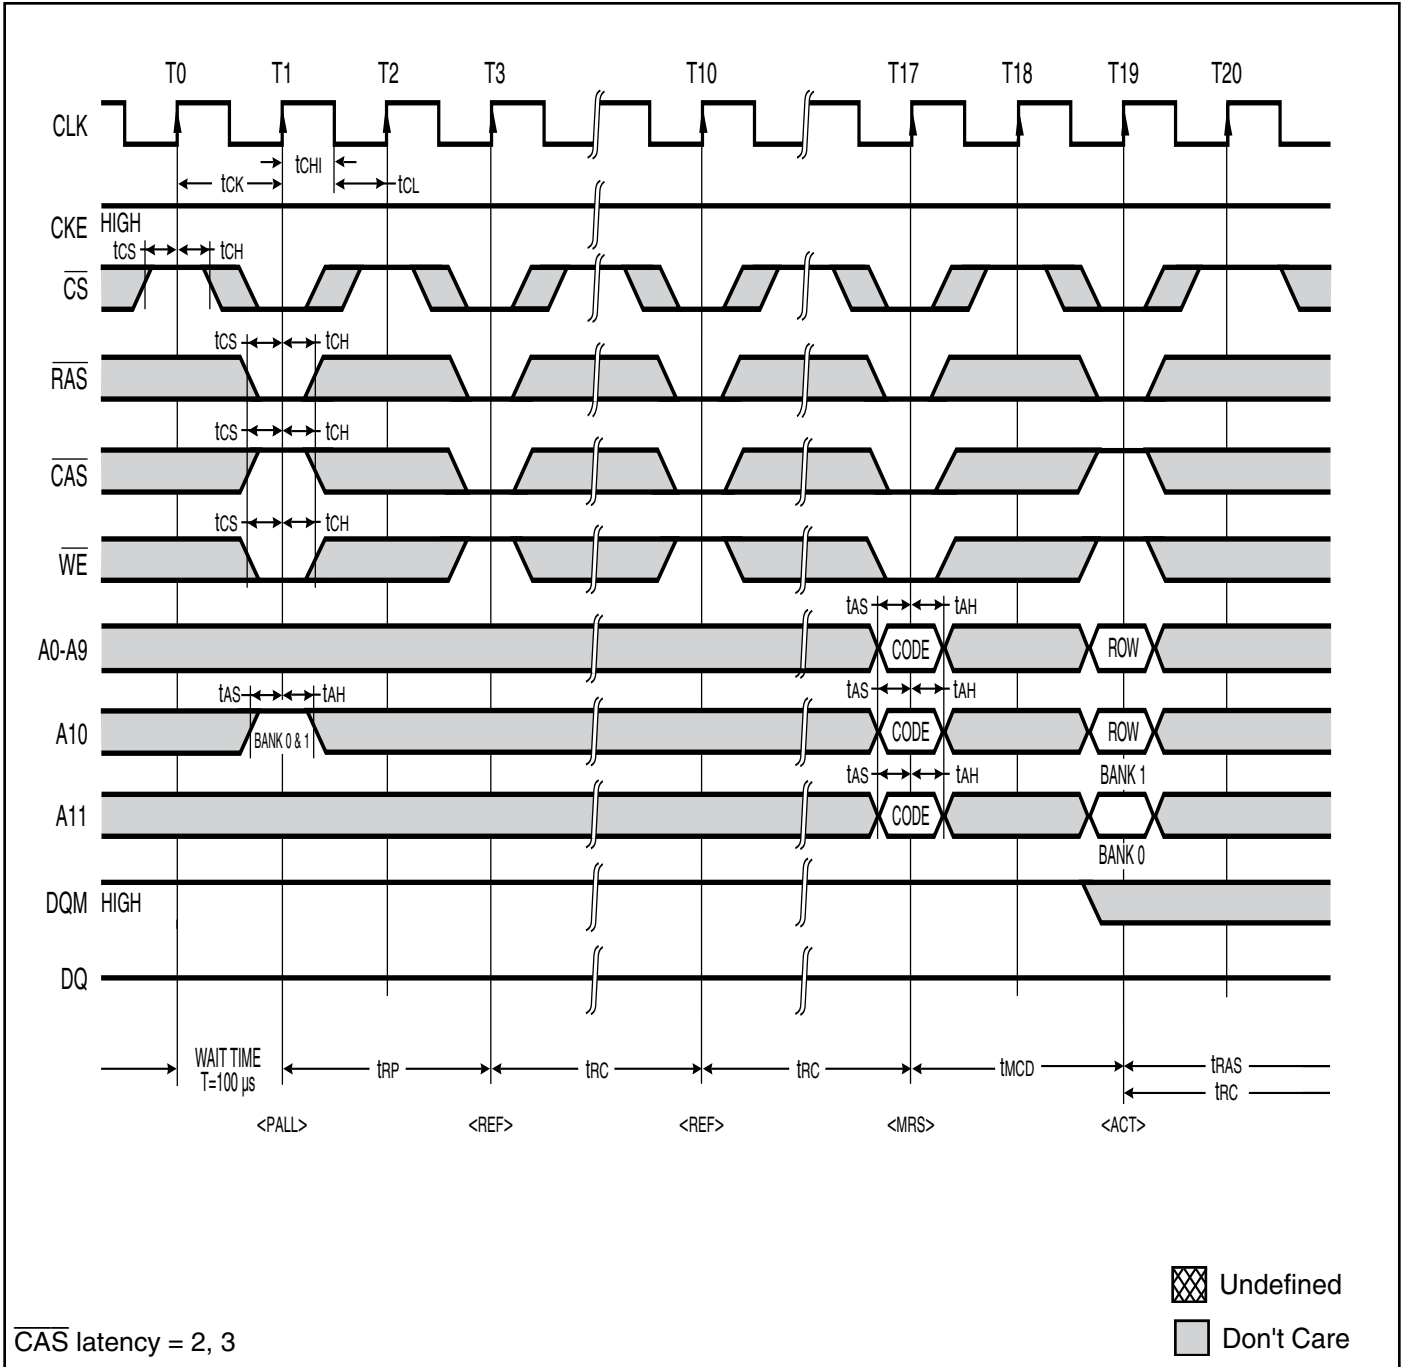 T0 T1 T2 T3 T10 T17 T18 T19 T20
CLK
tCHI
tCK tCL
CKE HIGH
tCS tCH
CS
tCS tCH
RAS
tCS tCH
CAS
tCS tCH
WE
tAS tAH
A0-A9 CODE ROW
tAS tAH tAS tAH
A10 BANK 0 & 1 CODE ROW
tAS tAH BANK 1
A11 CODE
BANK 0
DQM HIGH
DQ
WAIT TIME
T=100 µs
tRP tRC tRC tMCD tRAS
tRC
<PALL> <REF> <REF> <MRS> <ACT>
Undefined
CAS latency = 2, 3
Don't Care